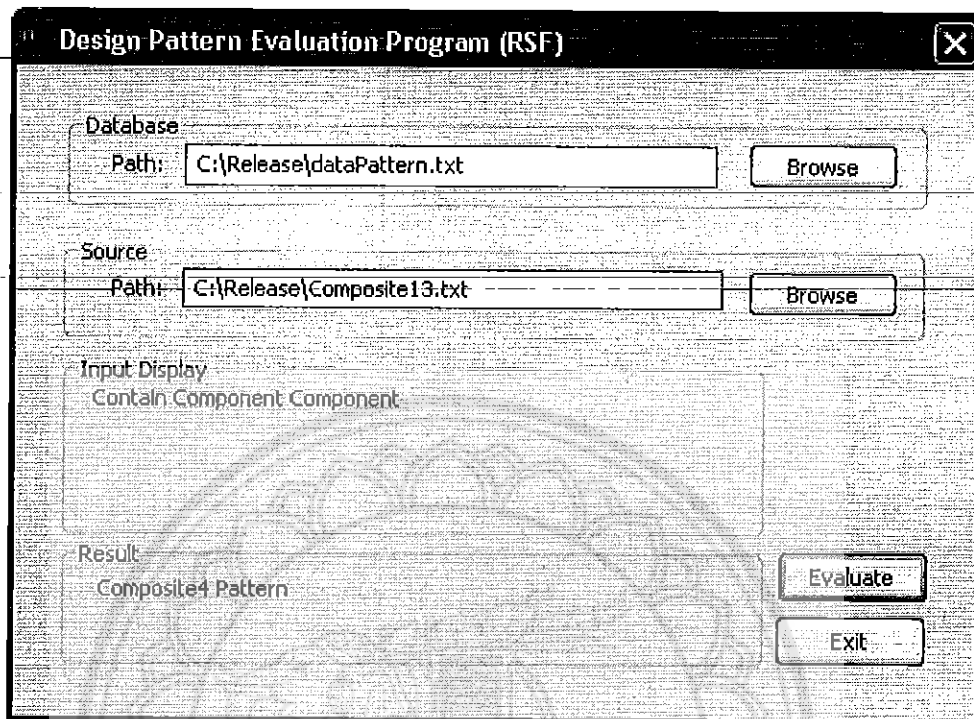 Design Pattern Evaluation Program (RSF)
Database
Path: C:\Release\dataPattern.txt Browse
Source
Path: C:\Release\Composite13.txt Browse
Input Display
Contain Component Component
Result
Composite4 Pattern
Evaluate
Exit